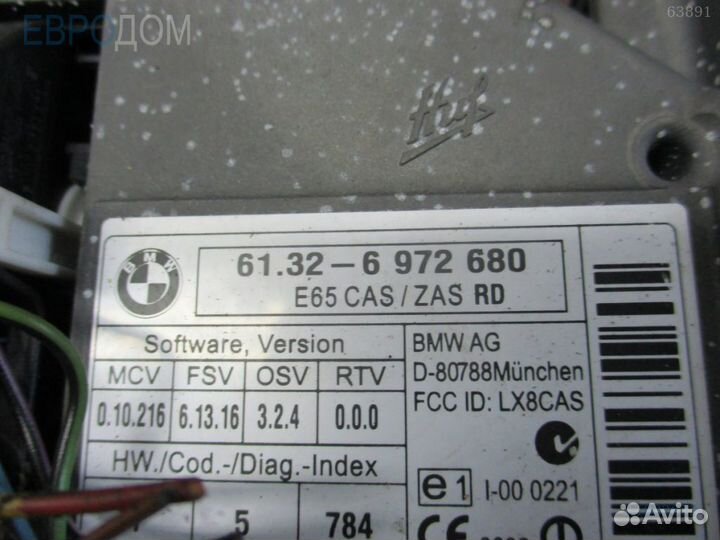 ЕВРОДОМ
63891
Huf
BMW
61.32-6 972 680
E65 CAS / ZAS RD
Software, Version
MCV FSV OSV RTV
0.10.216 6.13.16 3.2.4 0.0.0
HW./Cod.-/Diag.-Index
5 784
BMW AG
D-80788München
FCC ID: LX8CAS
e1 I-00 0221
CE
Avito